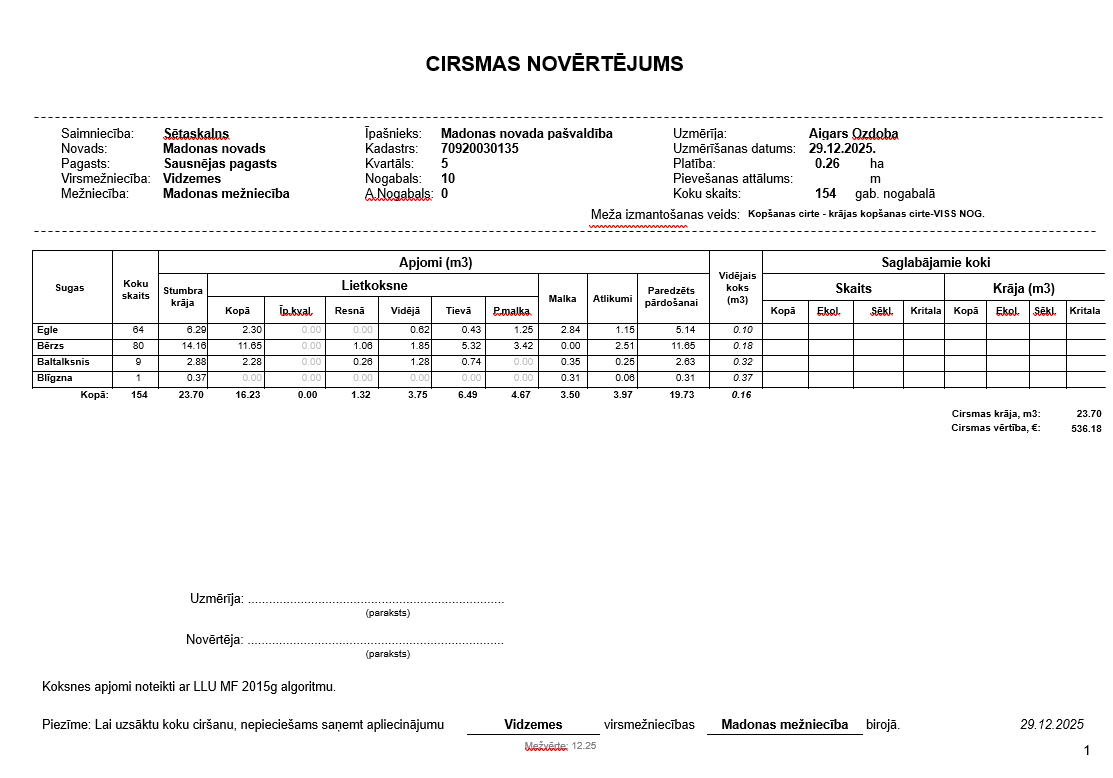 CIRSMAS NOVĒRTĒJUMS
Saimniecība: Sētaskalns Īpašnieks: Madonas novada pašvaldība Uzmērīja: Aigars Ozdoba
Novads: Madonas novads Kadastrs: 70920030135 Uzmērīšanas datums: 29.12.2025.
Pagasts: Sausnējas pagasts Kvartāls: 5 Platība: 0.26 ha
Virsmežniecība: Vidzemes Nogabals: 10 Pievešanas attālums: m
Mežniecība: Madonas mežniecība A.Nogabals: 0 Koku skaits: 154 gab. nogabalā
Meža izmantošanas veids: Kopšanas cirte - krājas kopšanas cirte-VISS NOG.
Sugas Koku skaits Apjomi (m3) Vidējais koks (m3) Saglabājamie koki
Stumbra krāja Lietkoksne Malka Atlikumi Paredzēts pārdošanai Skaits Krāja (m3)
Kopā Īp.kval. Resnā Vidējā Tievā P.malka Kopā Ekol. Sēkl. Kritala Kopā Ekol. Sēkl. Kritala
Egle 64 6.29 2.30 0.00 0.00 0.62 0.43 1.25 2.84 1.15 5.14 0.10
Bērzs 80 14.16 11.65 0.00 1.06 1.85 5.32 3.42 0.00 2.51 11.65 0.18
Baltalksnis 9 2.88 2.28 0.00 0.26 1.28 0.74 0.00 0.35 0.25 2.63 0.32
Blīgzna 1 0.37 0.00 0.00 0.00 0.00 0.00 0.00 0.31 0.06 0.31 0.37
Kopā: 154 23.70 16.23 0.00 1.32 3.75 6.49 4.67 3.50 3.97 19.73 0.16
Cirsmas krāja, m3: 23.70
Cirsmas vērtība, €: 536.18
Uzmērīja:
(paraksts)
Novērtēja:
(paraksts)
Koksnes apjomi noteikti ar LLU MF 2015g algoritmu.
Piezīme: Lai uzsāktu koku ciršanu, nepieciešams saņemt apliecinājumu Vidzemes virsmežniecības Madonas mežniecība birojā. 29.12.2025
Mežvērte: 12.25
1